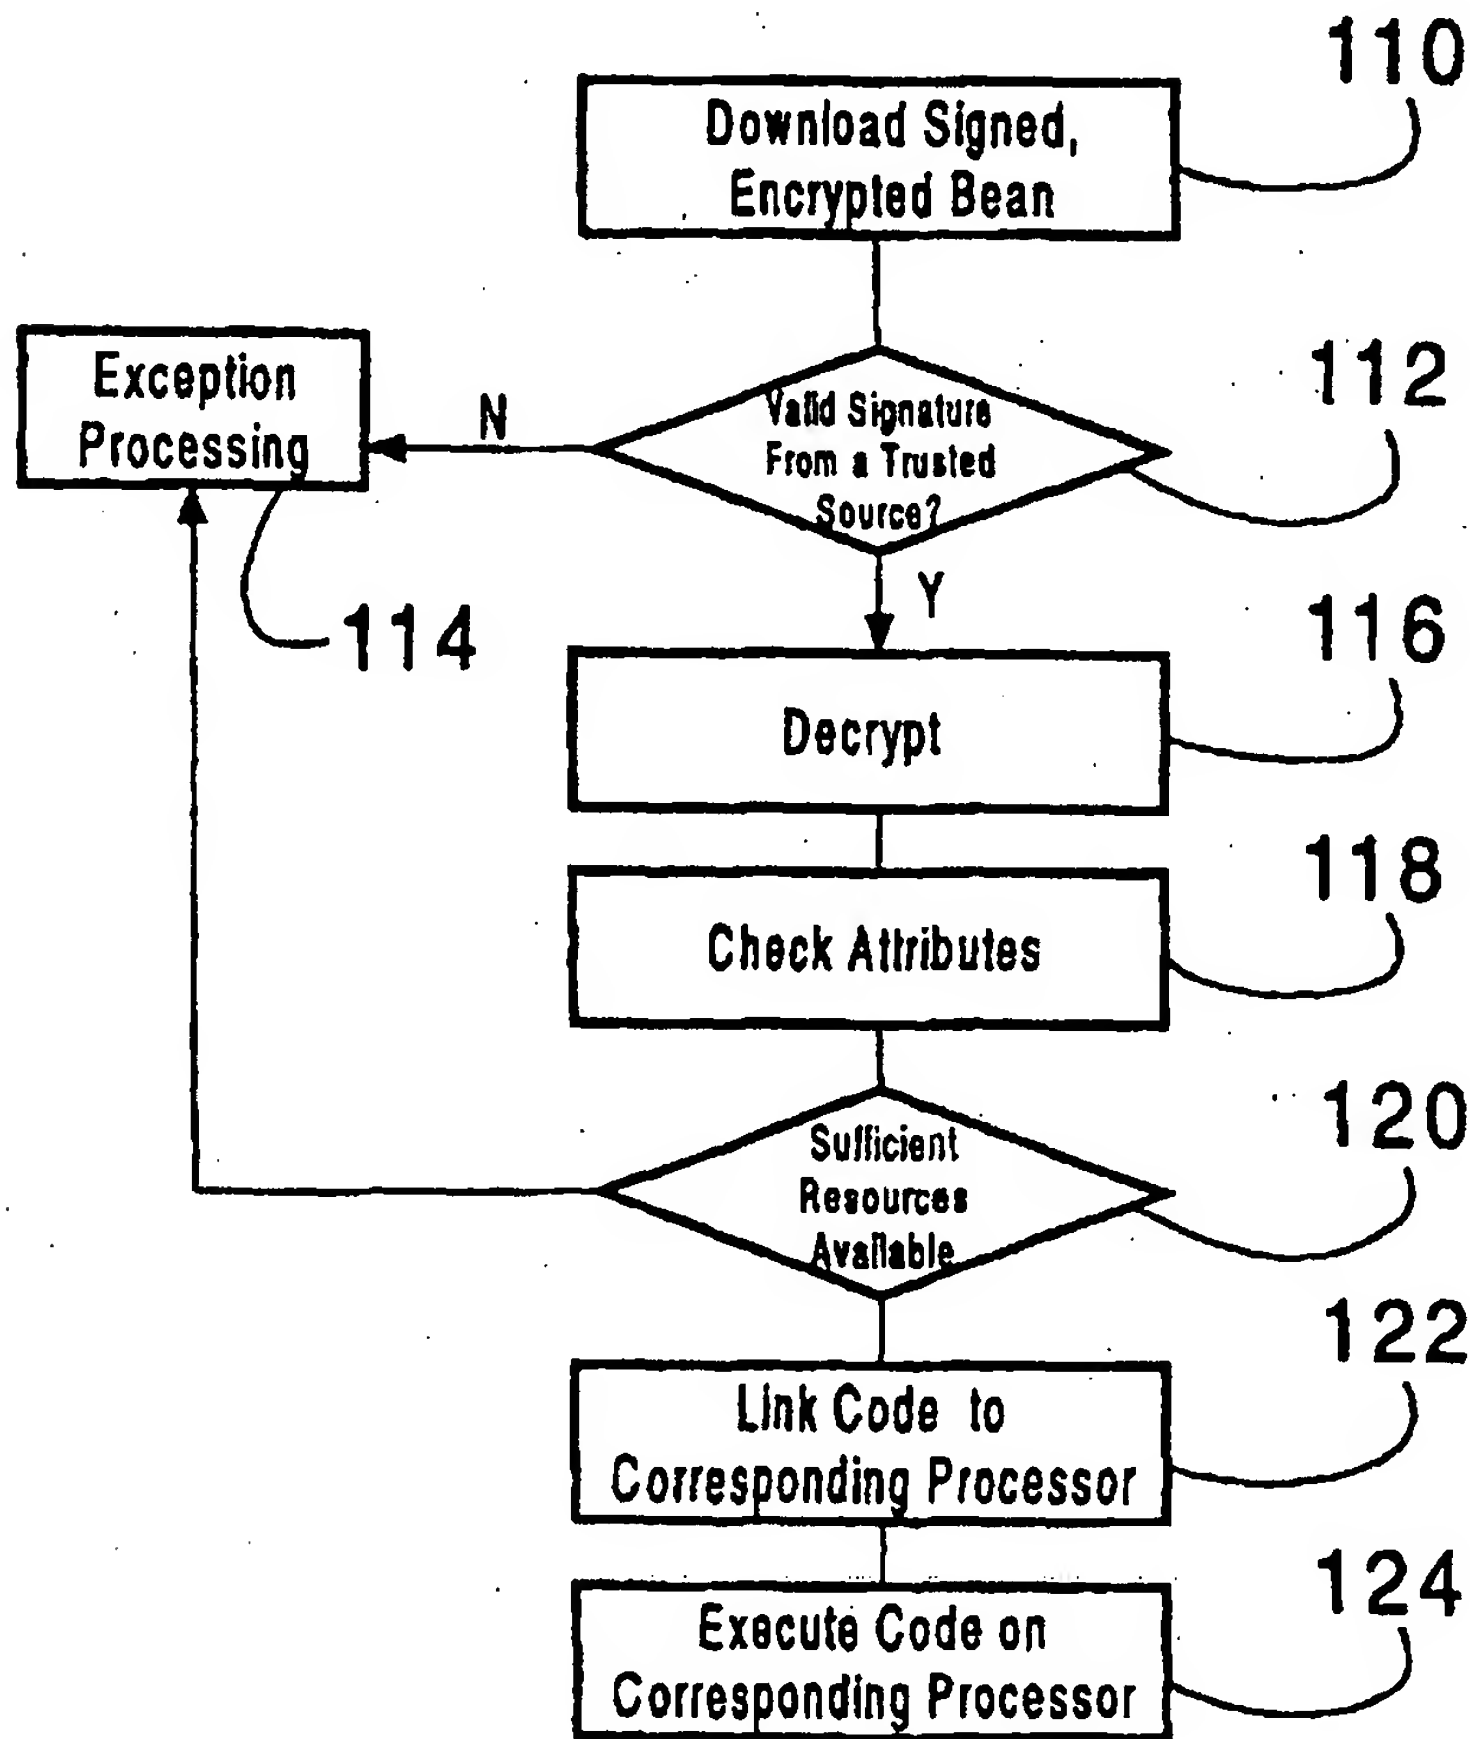 110
Download Signed,
Encrypted Bean
112
Exception
Processing
N
Valid Signature
From a Trusted
Source?
114
Y
116
Decrypt
118
Check Attributes
120
Sufficient
Resources
Available
122
Link Code to
Corresponding Processor
124
Execute Code on
Corresponding Processor